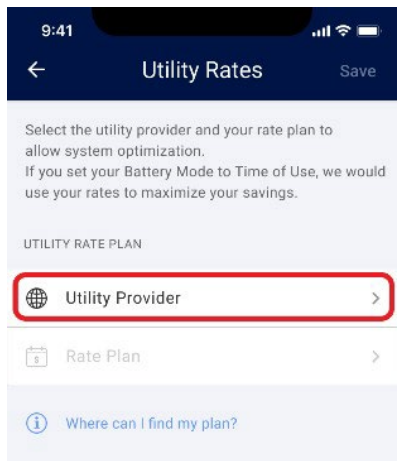 9:41
Utility Rates
Save
Select the utility provider and your rate plan to
allow system optimization.
If you set your Battery Mode to Time of Use, we would
use your rates to maximize your savings.
UTILITY RATE PLAN
Utility Provider
$
Rate Plan
Where can I find my plan?